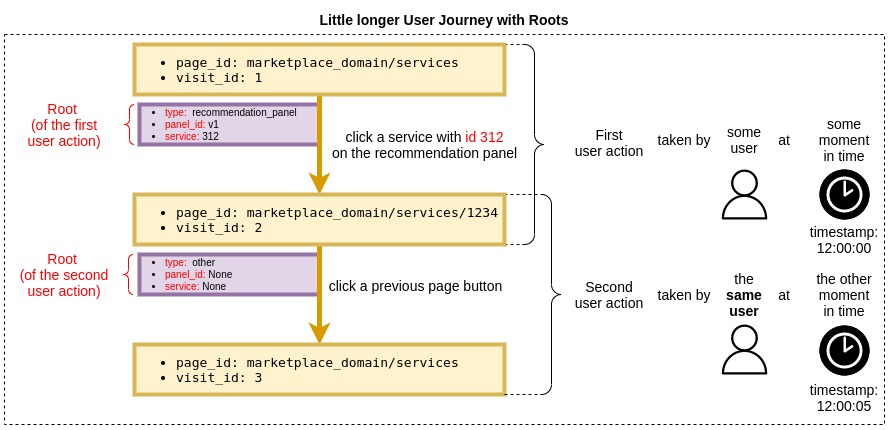 Little longer User Journey with Roots
• page_id: marketplace_domain/services
• visit_id: 1
Root
(of the first
user action)
• type: recommendation_panel
• panel_id: v1
• service: 312
click a service with id 312
on the recommendation panel
First
user action
taken by
some
user
at
some
moment
in time
timestamp:
12:00:00
• page_id: marketplace_domain/services/1234
• visit_id: 2
Root
(of the second
user action)
• type: other
• panel_id: None
• service: None
click a previous page button
Second
user action
taken by
the
same
user
at
the other
moment
in time
timestamp:
12:00:05
• page_id: marketplace_domain/services
• visit_id: 3